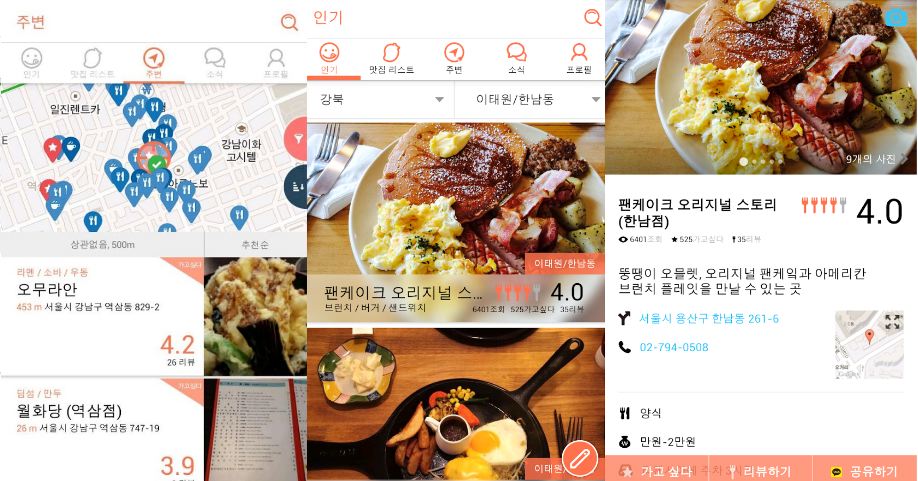 주변
인기
맛집 리스트
주변
소식
프로필
일진렌트카
강남이화
고시텔
상관없음, 500m
추천순
라멘 / 소바 / 우동
가고싶다
오무라안
453 m 서울시 강남구 역삼동 829-2
4.2
26 리뷰
딤섬 / 만두
가고싶다
월화당 (역삼점)
26 m 서울시 강남구 역삼동 747-19
3.9
인기
인기
맛집 리스트
주변
소식
프로필
강북
이태원/한남동
이태원/한남동
팬케이크 오리지널 스...
4.0
브런치 / 버거 / 샌드위치
6401조회 525가고싶다 35리뷰
이태원
9개의 사진
팬케이크 오리지널 스토리
(한남점)
4.0
6401조회 525가고싶다 35리뷰
뚱땡이 오믈렛, 오리지널 팬케익과 아메리칸
브런치 플레잇을 만날 수 있는 곳
서울시 용산구 한남동 261-6
02-794-0508
양식
만원-2만원
가고 싶다
리뷰하기
공유하기